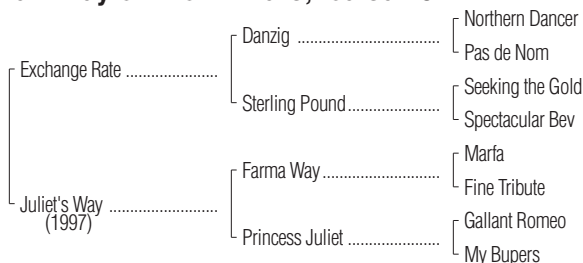 Northern Dancer
Danzig ..............................
Pas de Nom
Exchange Rate ......................
Seeking the Gold
Sterling Pound......................
Spectacular Bev
Marfa
Farma Way............................
Fine Tribute
Juliet's Way ..........................
(1997)
Gallant Romeo
Princess Juliet ......................
My Bupers